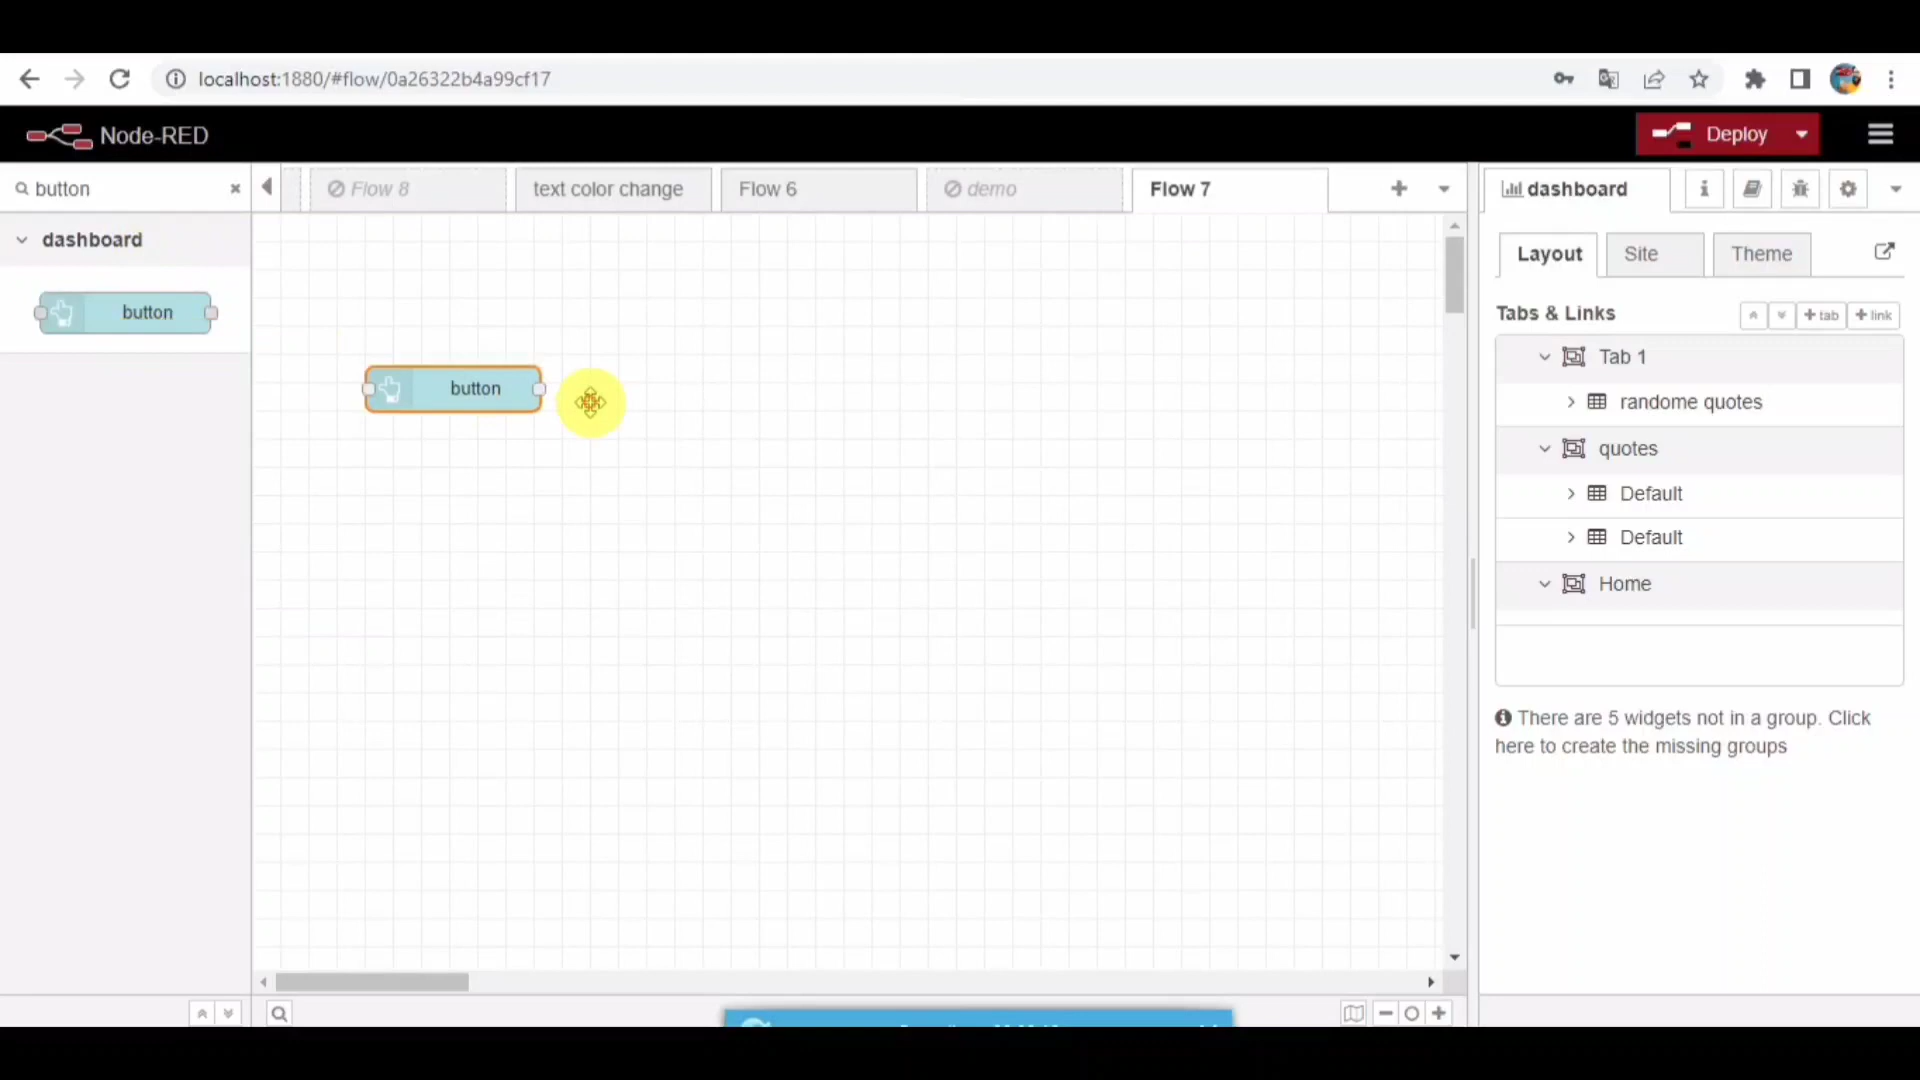 localhost:1880/#flow/0a26322b4a99cf17
Node-RED
Deploy
button
Flow 8
text color change
Flow 6
demo
Flow 7
dashboard
dashboard
button
button
Layout
Site
Theme
Tabs & Links
tab
link
Tab 1
randome quotes
quotes
Default
Default
Home
There are 5 widgets not in a group. Click
here to create the missing groups